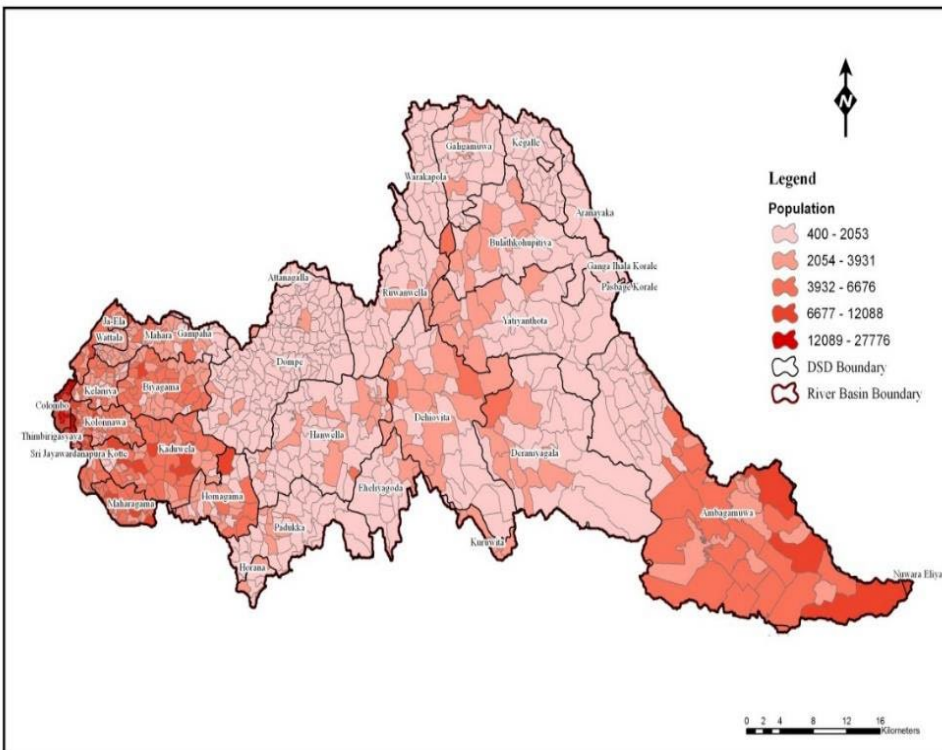 N
Legend
Population
400 - 2053
2054 - 3931
3932 - 6676
6677 - 12088
12089 - 27776
DSD Boundary
River Basin Boundary
Galigamuwa
Kegalle
Warakapola
Aranayaka
Bulathkohupitiya
Ganga Ihala Korale
Pasbage Korale
Attanagalla
Ruwanwella
Yatiyanthota
Ja-Ela
Wattala
Mahara
Gampaha
Dompe
Kelaniya
Biyagama
Colombo
Kolonnawa
Thimbirigasyaya
Hanwella
Dehiovita
Sri Jayawardanapura Kotte
Kaduwela
Deraniyagala
Eheliyagoda
Maharagama
Homagama
Padukka
Ambagamuwa
Kuruwita
Horana
Nuwara Eliya
0 2 4 8 12 16
Kilometers